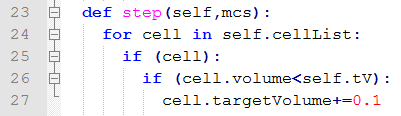 23 def step(self,mcs):
24 for cell in self.cellList:
25 if (cell):
26 if (cell.volume<self.tV):
27 cell.targetVolume+=0.1